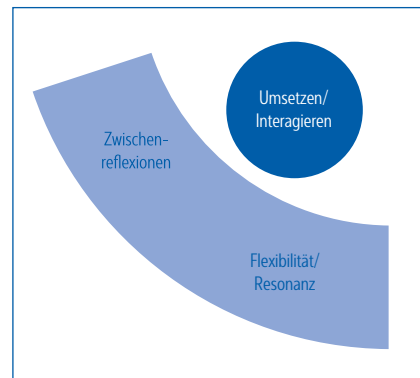 Umsetzen/
Interagieren
Zwischen-
reflexionen
Flexibilität/
Resonanz